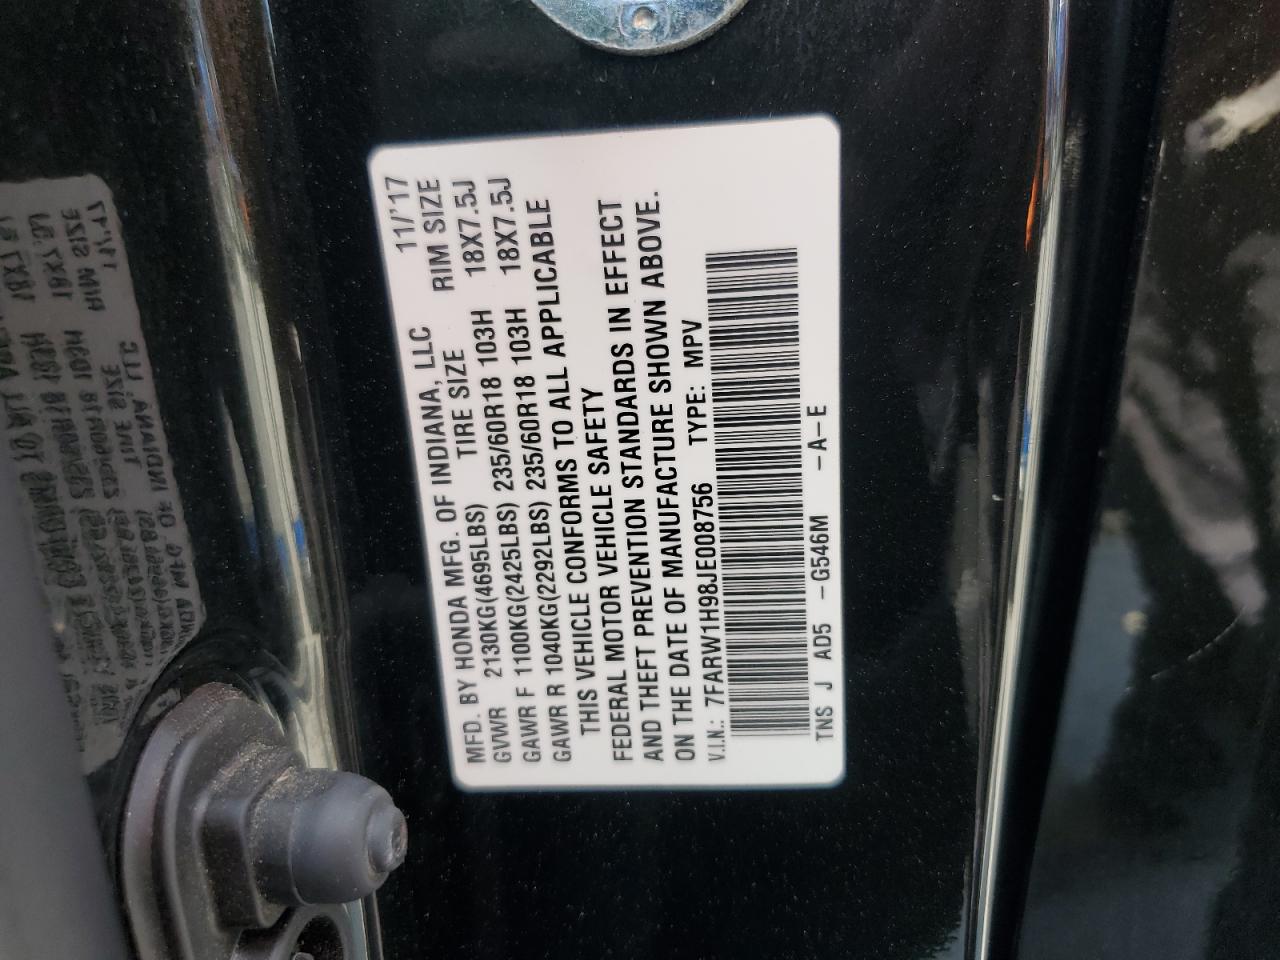 MFD. BY HONDA MFG. OF INDIANA, LLC 11/'17
GVWR 2130KG(4695LBS) TIRE SIZE RIM SIZE
GAWR F 1100KG(2425LBS) 235/60R18 103H 18X7.5J
GAWR R 1040KG(2292LBS) 235/60R18 103H 18X7.5J
THIS VEHICLE CONFORMS TO ALL APPLICABLE
FEDERAL MOTOR VEHICLE SAFETY
AND THEFT PREVENTION STANDARDS IN EFFECT
ON THE DATE OF MANUFACTURE SHOWN ABOVE.
V.I.N.: 7FARW1H98JE008756 TYPE: MPV
TNS J AD5 -G546M -A-E